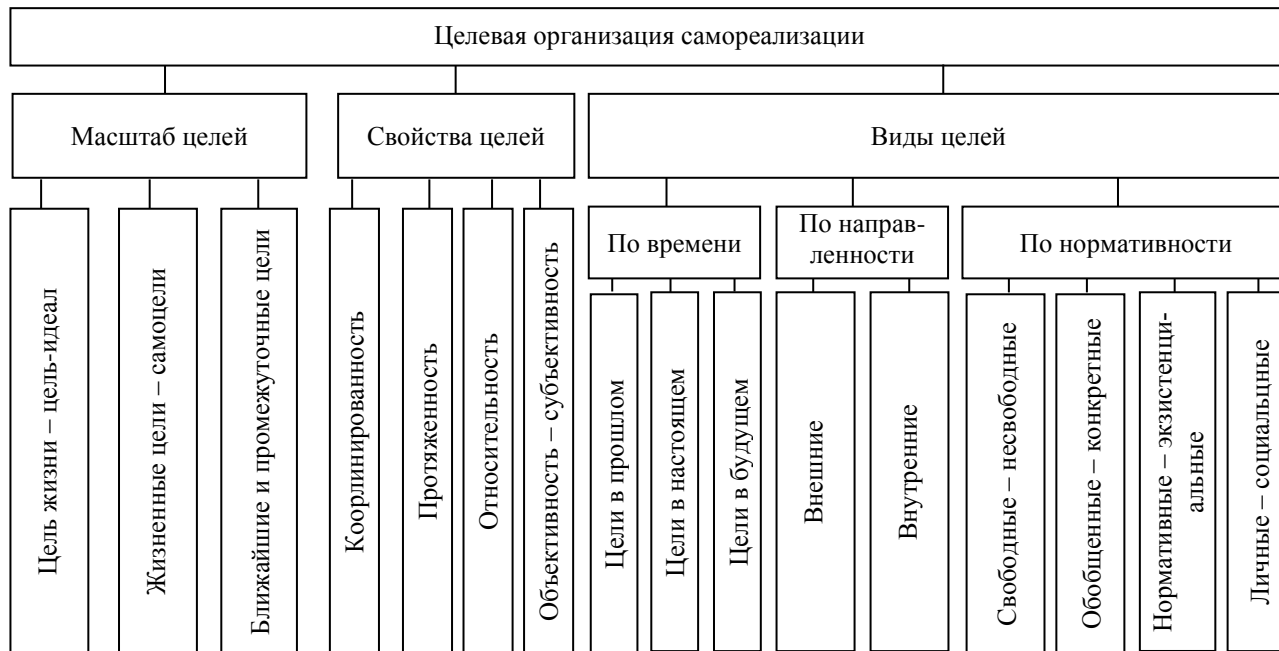 Целевая организация самореализации
Масштаб целей
Свойства целей
Виды целей
По времени
По направ-
ленности
По нормативности
Цель жизни – цель-идеал
Жизненные цели – самоцели
Ближайшие и промежуточные цели
Коорлинированность
Протяженность
Относительность
Объективность – субъективность
Цели в прошлом
Цели в настоящем
Цели в будущем
Внешние
Внутренние
Свободные – несвободные
Обобщенные – конкретные
Нормативные – экзистенци-
альные
Личные – социальные